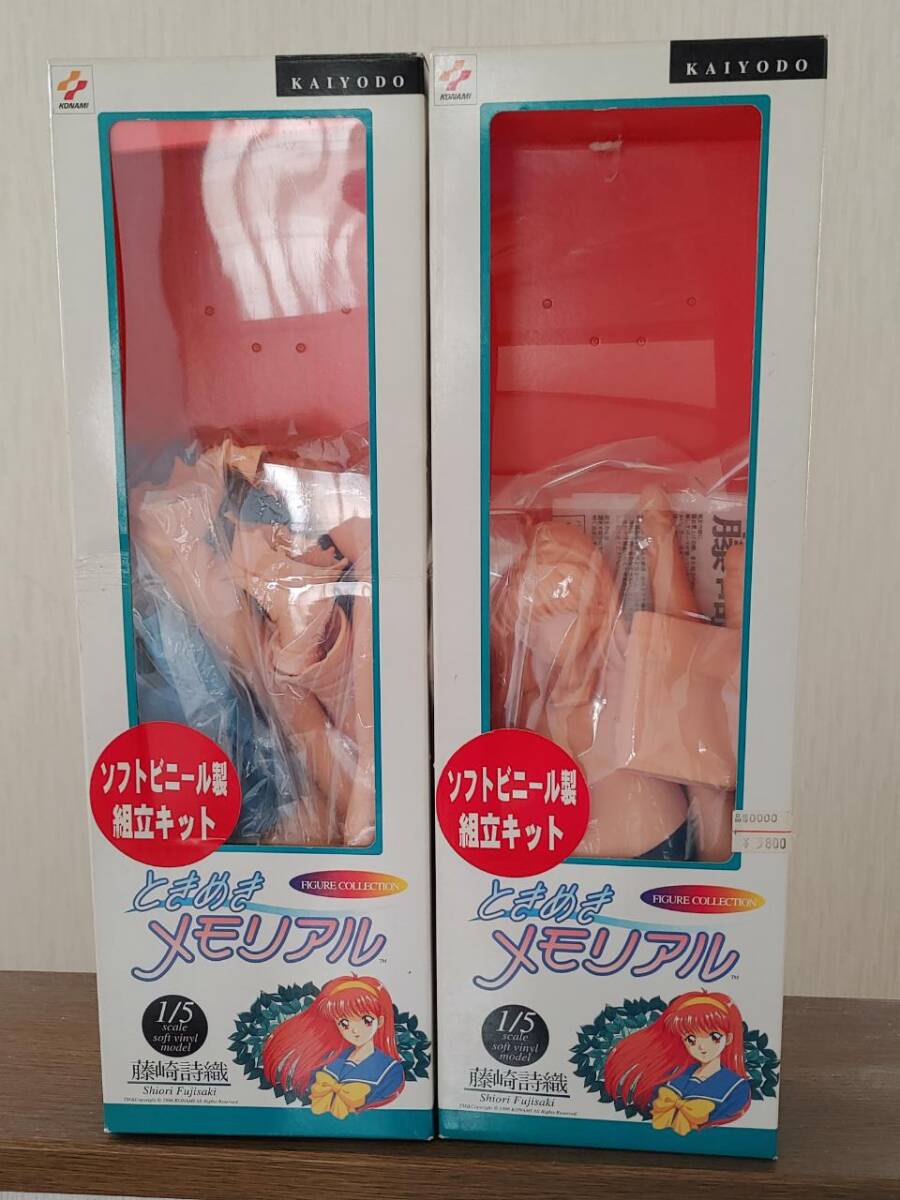 KONAMI
KAIYODO
ソフトビニール製
組立キット
ときめき
FIGURE COLLECTION
メモリアル™
1/5
scale
soft vinyl
model
藤崎詩織
Shiori Fujisaki
KONAMI
KAIYODO
ソフトビニール製
組立キット
ときめき
FIGURE COLLECTION
メモリアル™
1/5
scale
soft vinyl
model
藤崎詩織
Shiori Fujisaki